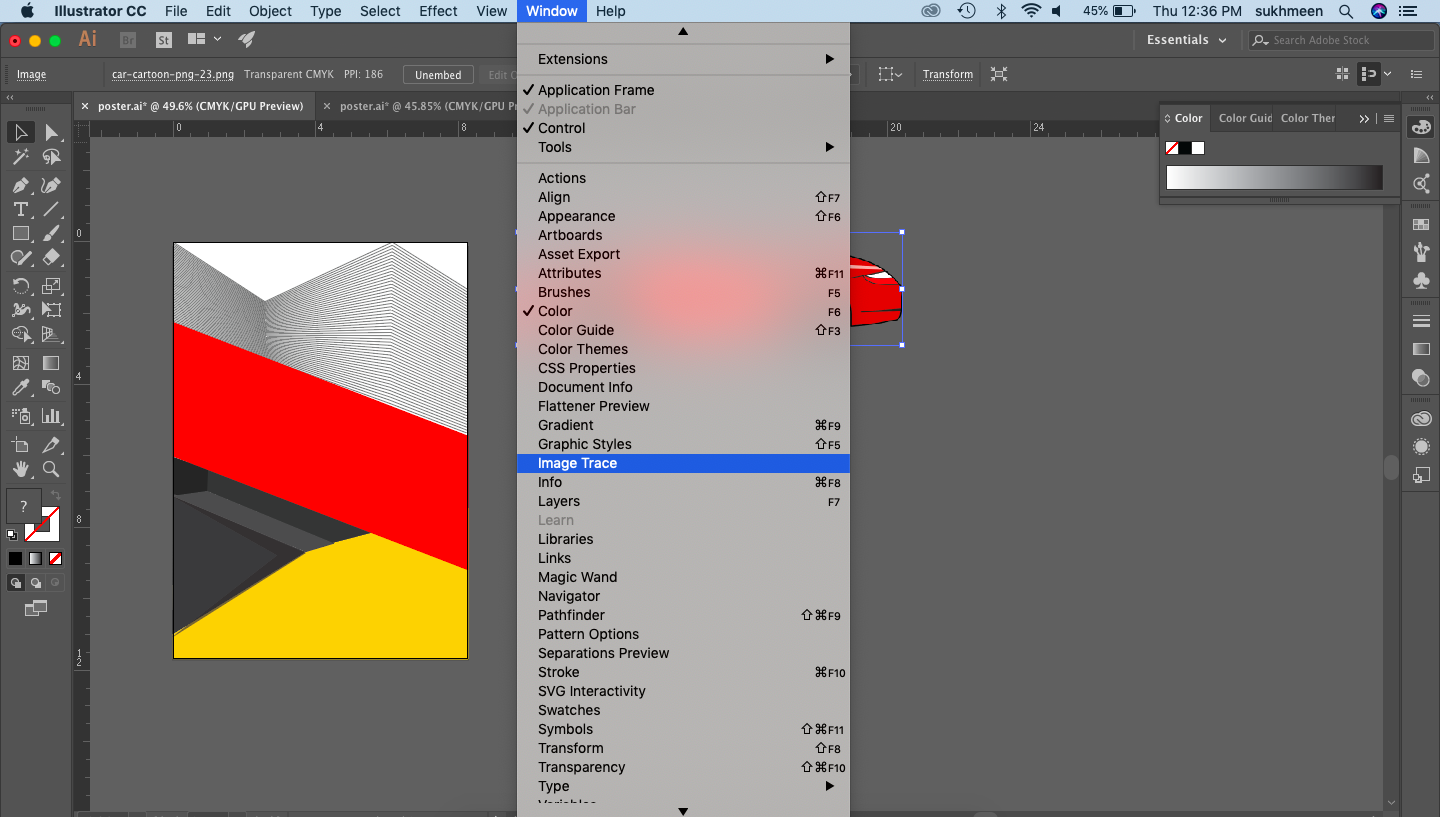 Illustrator CC File Edit Object Type Select Effect View Window Help 45% Thu 12:36 PM sukhmeen
Ai Br St Essentials Search Adobe Stock
Image car-cartoon-png-23.png Transparent CMYK PPI: 186 Unembed Edit O Transform
× poster.ai* @ 49.6% (CMYK/GPU Preview) × poster.ai* @ 45.85% (CMYK/GPU P
0 4 8 20 24
Color Color Guid Color Ther
0
4
8
1
2
?
Extensions
Application Frame
Application Bar
Control
Tools
Actions
Align ⇧F7
Appearance ⇧F6
Artboards
Asset Export
Attributes ⌘F11
Brushes F5
Color F6
Color Guide ⇧F3
Color Themes
CSS Properties
Document Info
Flattener Preview
Gradient ⌘F9
Graphic Styles ⇧F5
Image Trace
Info ⌘F8
Layers F7
Learn
Libraries
Links
Magic Wand
Navigator
Pathfinder ⇧⌘F9
Pattern Options
Separations Preview
Stroke ⌘F10
SVG Interactivity
Swatches
Symbols ⇧⌘F11
Transform ⇧F8
Transparency ⇧⌘F10
Type